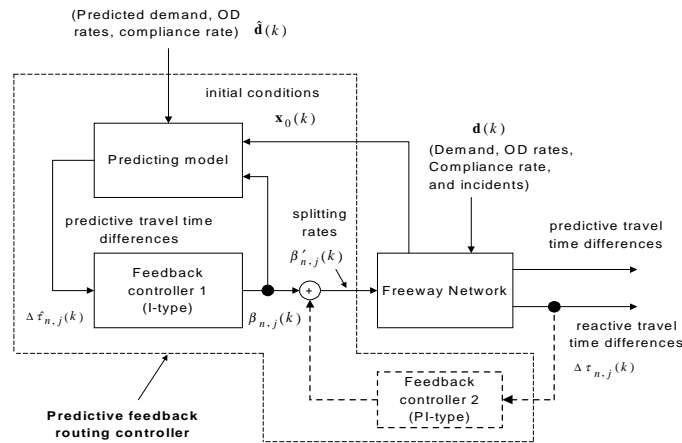 (Predicted demand, OD
rates, compliance rate) d̂(k)
initial conditions
x₀(k)
d(k)
(Demand, OD rates,
Compliance rate,
and incidents)
Predicting model
predictive travel time
differences
splitting
rates
β′ₙ,ⱼ(k)
predictive travel
time differences
Feedback
controller 1
(I-type)
+
Freeway Network
Δτ̂ₙ,ⱼ(k)
βₙ,ⱼ(k)
reactive travel
time differences
Δτₙ,ⱼ(k)
Feedback
controller 2
(PI-type)
Predictive feedback
routing controller